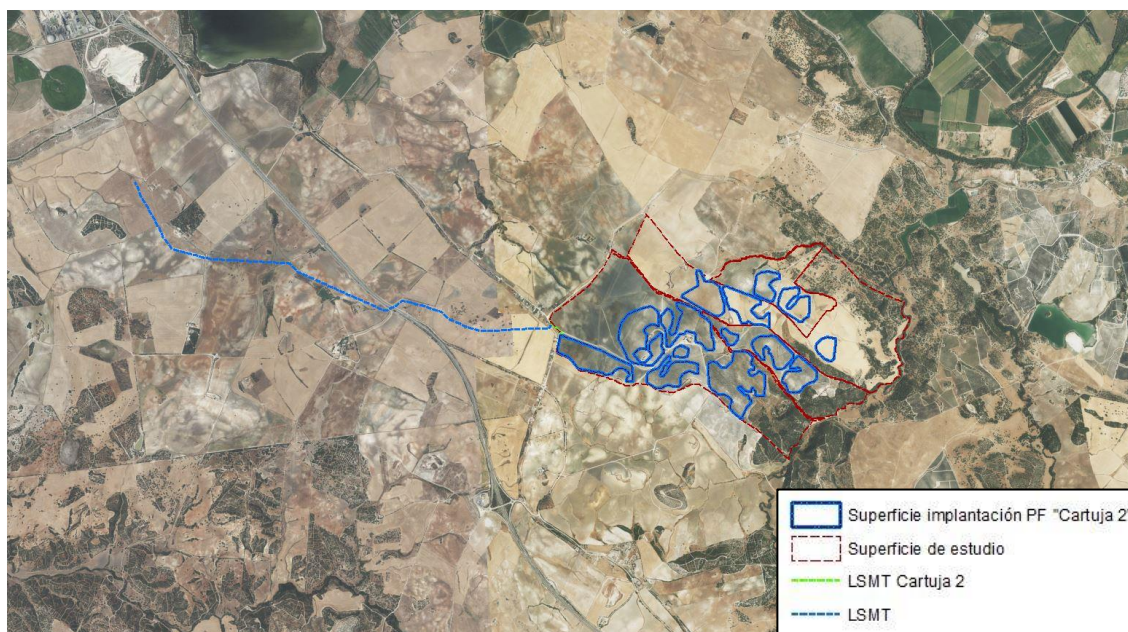 Superficie implantación PF "Cartuja 2"
Superficie de estudio
LSMT Cartuja 2
LSMT